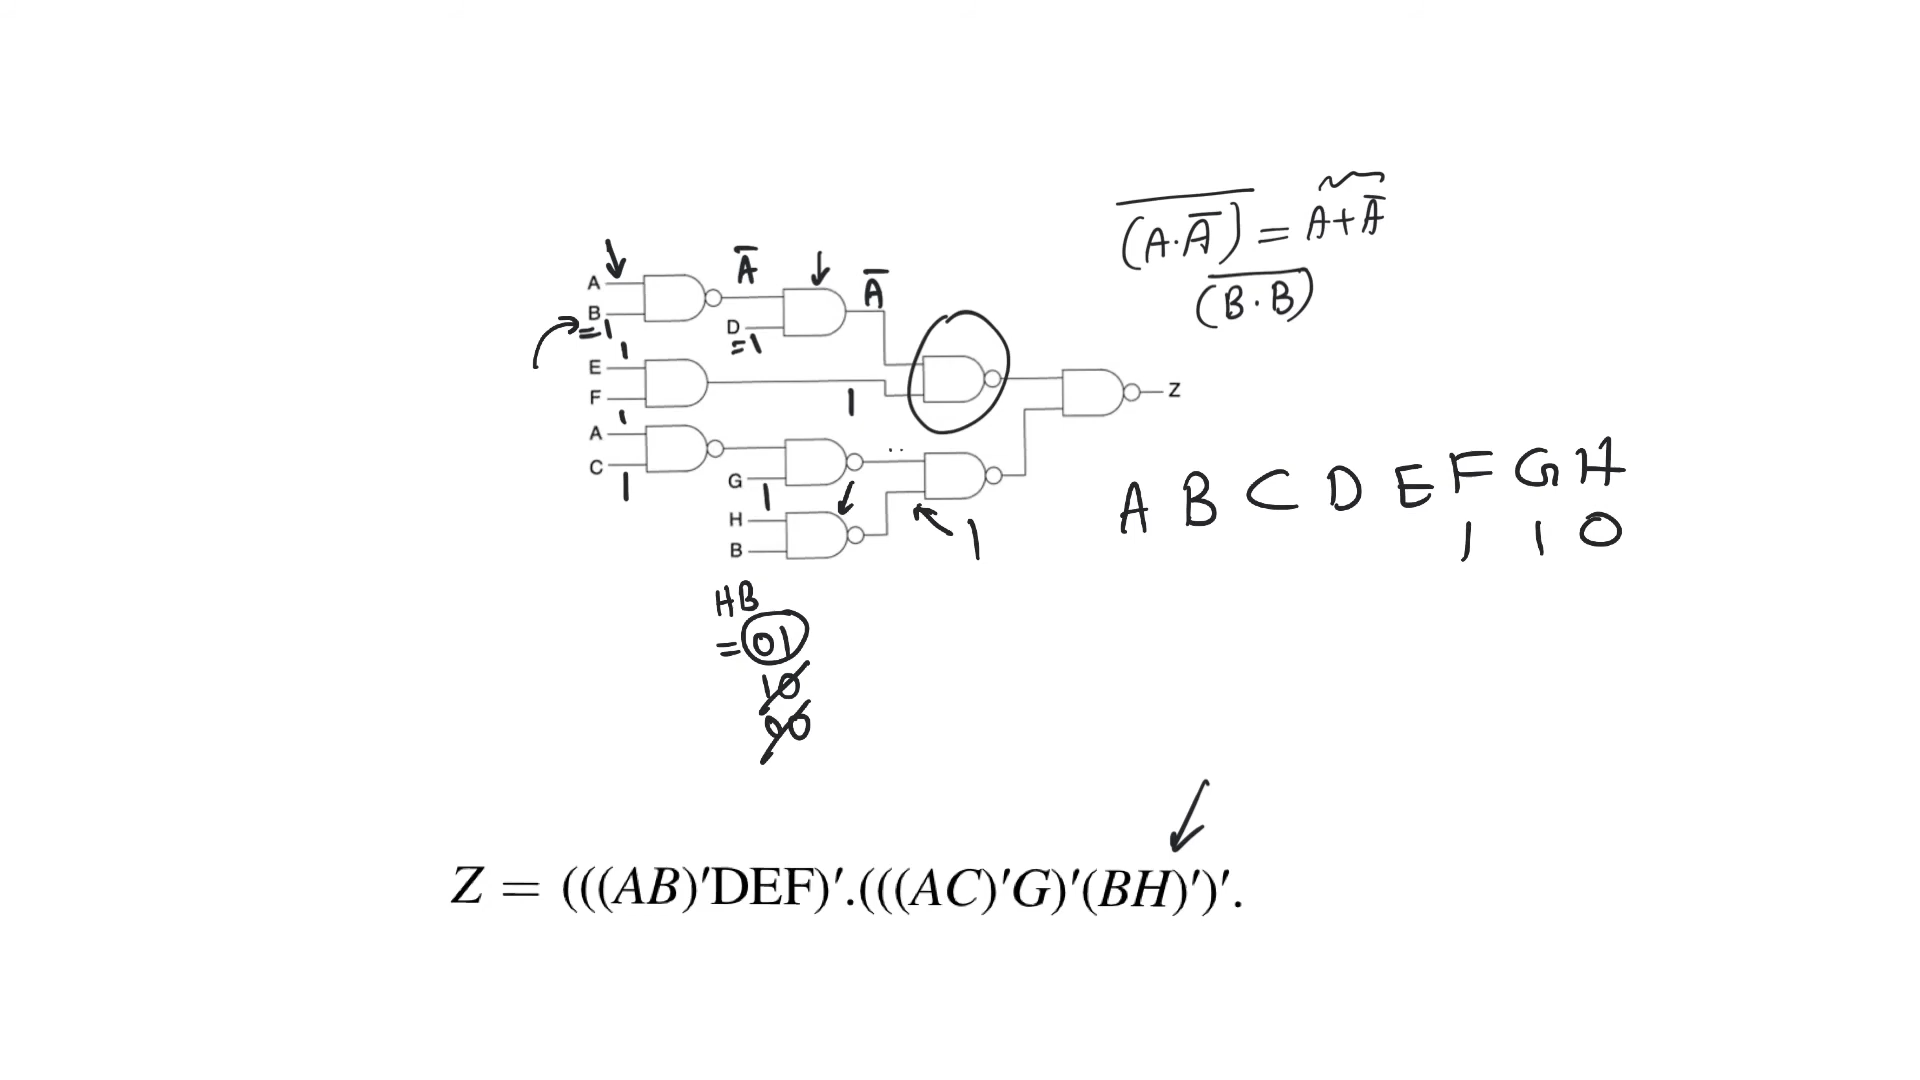 (A·A̅)̅ = A+A̅
(B·B)̅
A
A̅
A̅
B
=1
D
=1
1
E
F
1
1
Z
A
C
1
G
1
H
B
1
A B C D E F G H
1 1 0
HB
= 01
10
00
Z = (((AB)′DEF)′.(((AC)′G)′(BH)′)′.